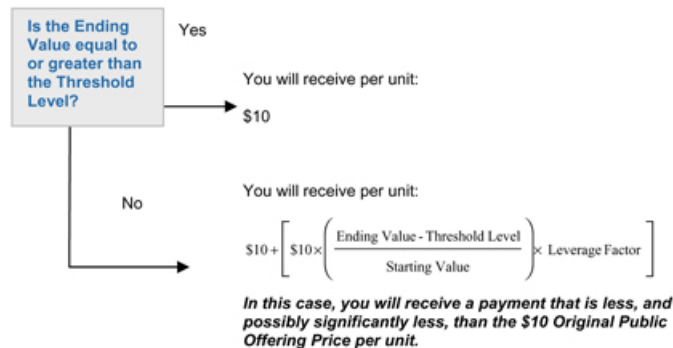 Is the Ending
Value equal to
or greater than
the Threshold
Level?
Yes
You will receive per unit:
$10
No
You will receive per unit:
$10 + [ $10 × ( Ending Value - Threshold Level / Starting Value ) × Leverage Factor ]
In this case, you will receive a payment that is less, and
possibly significantly less, than the $10 Original Public
Offering Price per unit.